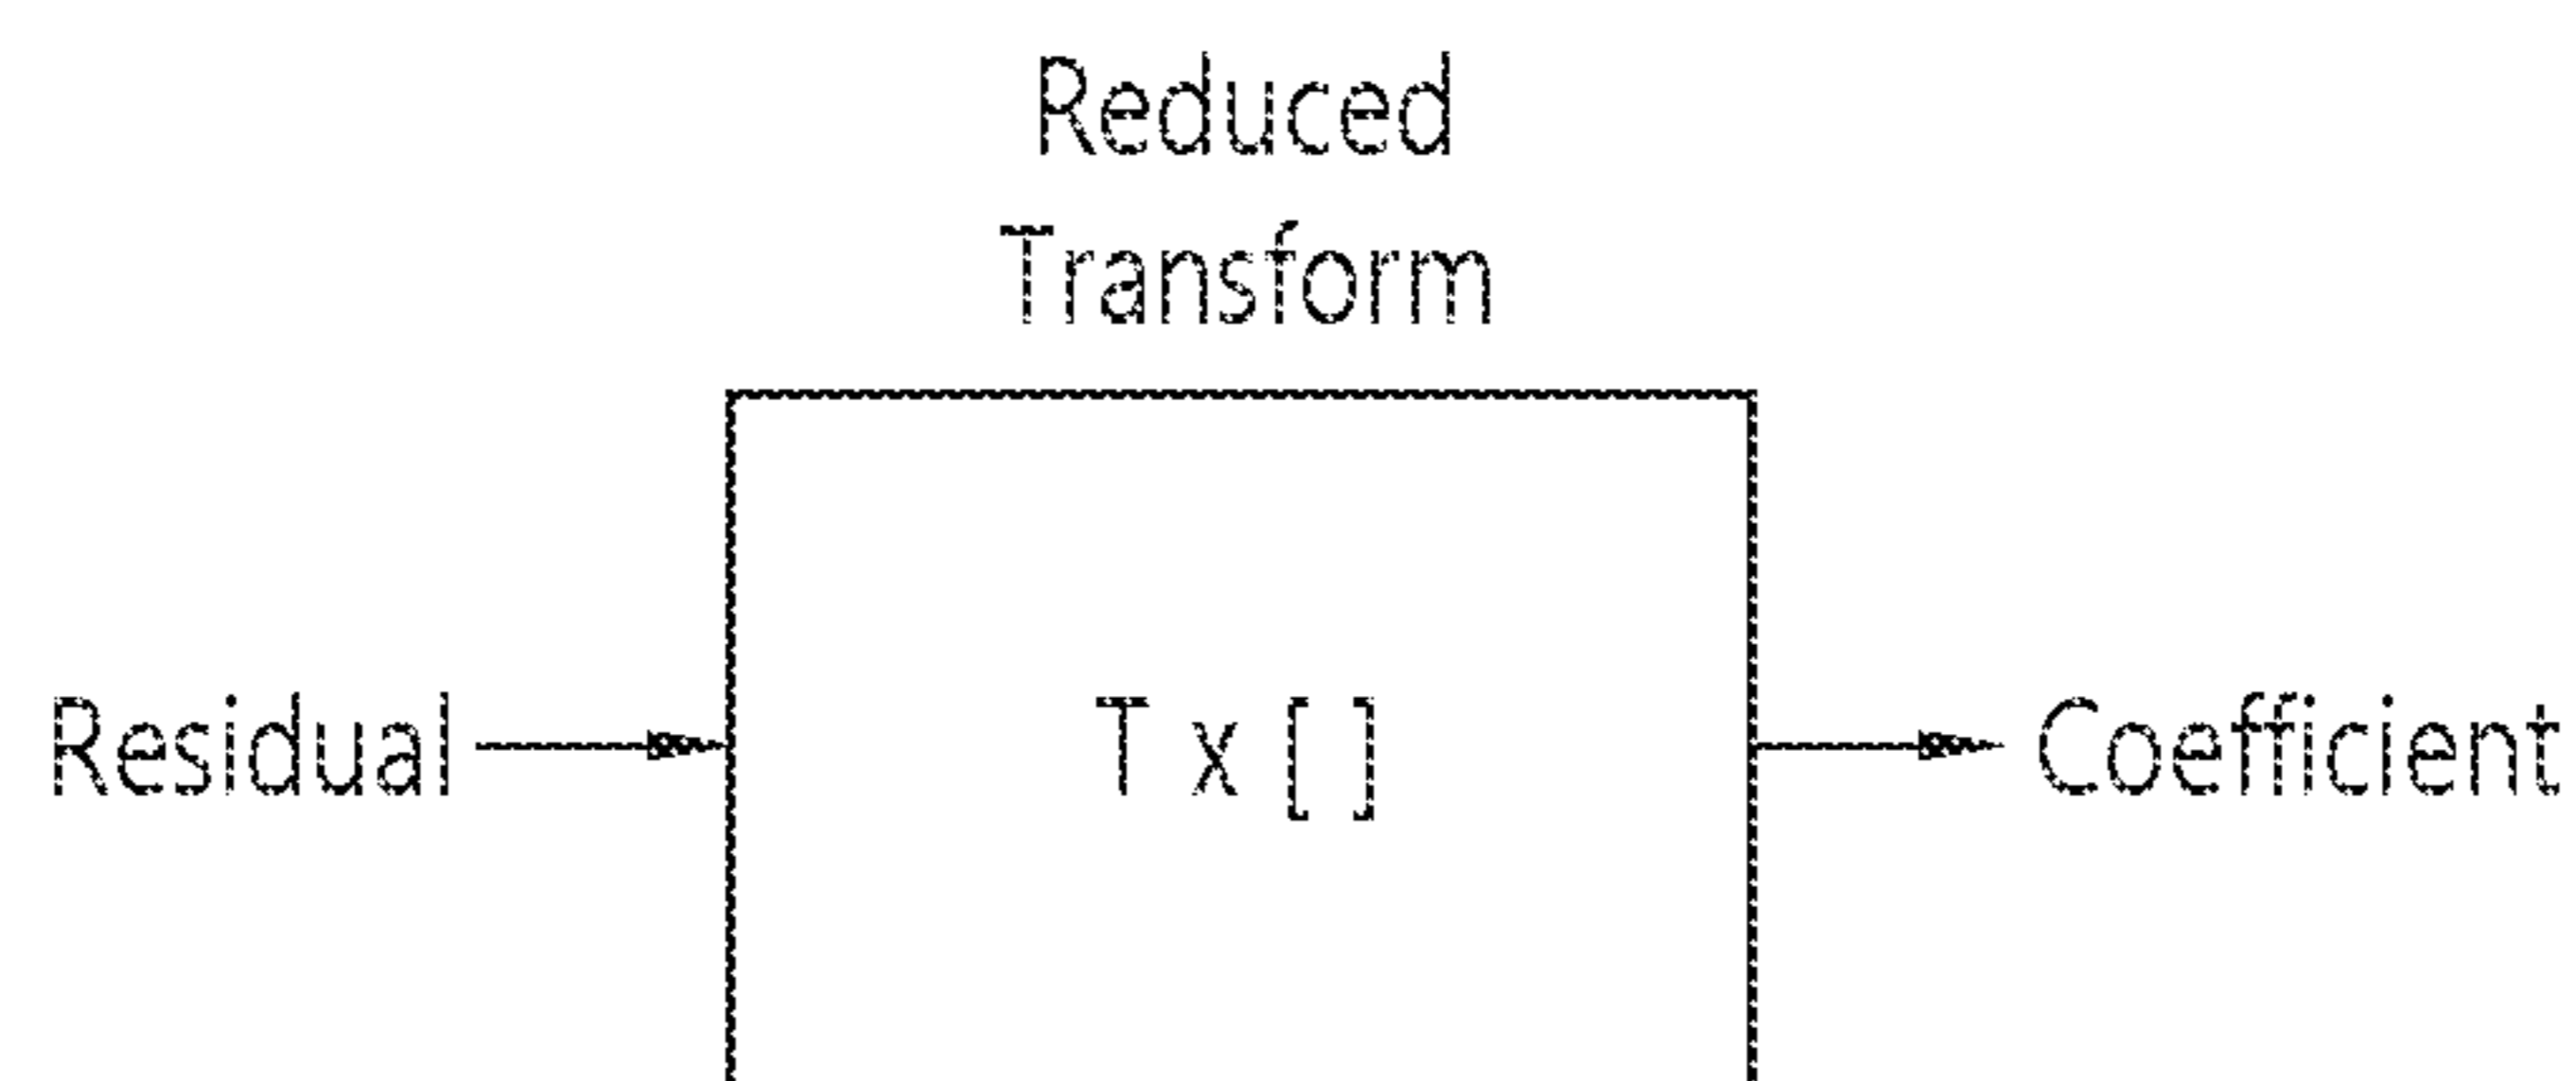 Reduced
Transform
Residual
T x [ ]
Coefficient